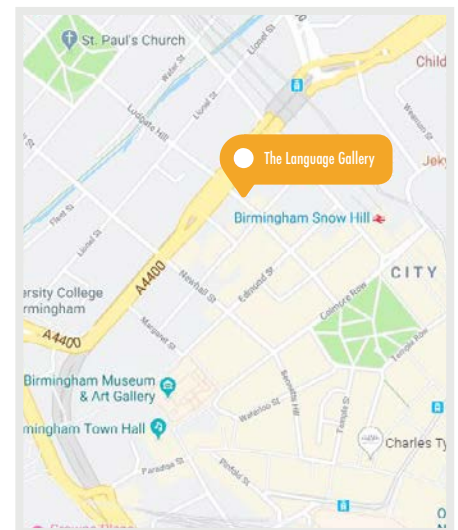 St. Paul's Church
Lionel St
Water St
Child
Ludgate Hill
Lionel St
Weaman St
The Language Gallery
Jeky
Fleet St
Birmingham Snow Hill
Lionel St
CITY
A4400
Newhall St
Edmund St
Colmore Row
ersity College
rmingham
A4400
Margaret St
Temple Row
Birmingham Museum
& Art Gallery
Bennetts Hill
Waterloo St
Temple St
mingham Town Hall
Charles Ty
Paradise St
Pinfold St